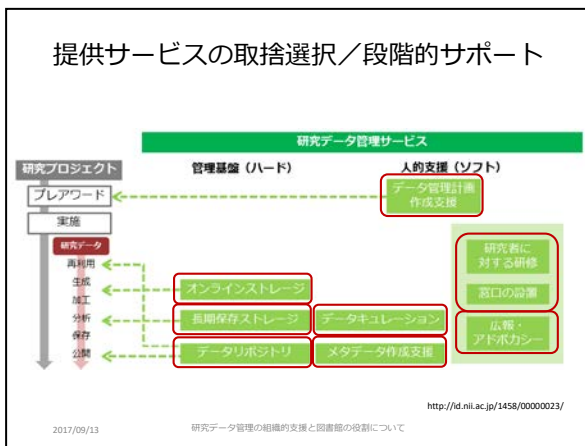 提供サービスの取捨選択／段階的サポート
研究データ管理サービス
研究プロジェクト
管理基盤（ハード）
人的支援（ソフト）
プレアワード
データ管理計画
作成支援
実施
研究データ
再利用
生成
加工
分析
保存
公開
オンラインストレージ
長期保存ストレージ
データリポジトリ
データキュレーション
メタデータ作成支援
研究者に
対する研修
窓口の設置
広報・
アドボカシー
http://id.nii.ac.jp/1458/00000023/
2017/09/13
研究データ管理の組織的支援と図書館の役割について